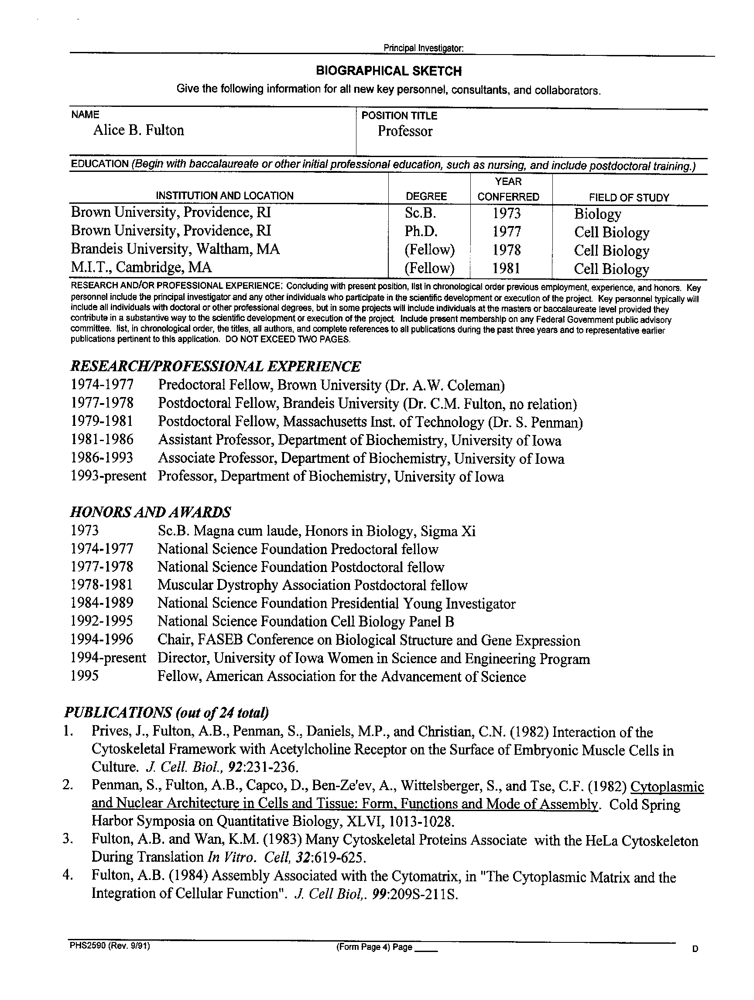 Principal Investigator:
BIOGRAPHICAL SKETCH
Give the following information for all new key personnel, consultants, and collaborators.
NAME
Alice B. Fulton
POSITION TITLE
Professor
EDUCATION (Begin with baccalaureate or other initial professional education, such as nursing, and include postdoctoral training.)
INSTITUTION AND LOCATION DEGREE YEAR CONFERRED FIELD OF STUDY
Brown University, Providence, RI Sc.B. 1973 Biology
Brown University, Providence, RI Ph.D. 1977 Cell Biology
Brandeis University, Waltham, MA (Fellow) 1978 Cell Biology
M.I.T., Cambridge, MA (Fellow) 1981 Cell Biology
RESEARCH AND/OR PROFESSIONAL EXPERIENCE: Concluding with present position, list in chronological order previous employment, experience, and honors. Key
personnel include the principal investigator and any other individuals who participate in the scientific development or execution of the project. Key personnel typically will
include all individuals with doctoral or other professional degrees, but in some projects will include individuals at the masters or baccalaureate level provided they
contribute in a substantive way to the scientific development or execution of the project. Include present membership on any Federal Government public advisory
committee. list, in chronological order, the titles, all authors, and complete references to all publications during the past three years and to representative earlier
publications pertinent to this application. DO NOT EXCEED TWO PAGES.
RESEARCH/PROFESSIONAL EXPERIENCE
1974-1977 Predoctoral Fellow, Brown University (Dr. A.W. Coleman)
1977-1978 Postdoctoral Fellow, Brandeis University (Dr. C.M. Fulton, no relation)
1979-1981 Postdoctoral Fellow, Massachusetts Inst. of Technology (Dr. S. Penman)
1981-1986 Assistant Professor, Department of Biochemistry, University of Iowa
1986-1993 Associate Professor, Department of Biochemistry, University of Iowa
1993-present Professor, Department of Biochemistry, University of Iowa
HONORS AND AWARDS
1973 Sc.B. Magna cum laude, Honors in Biology, Sigma Xi
1974-1977 National Science Foundation Predoctoral fellow
1977-1978 National Science Foundation Postdoctoral fellow
1978-1981 Muscular Dystrophy Association Postdoctoral fellow
1984-1989 National Science Foundation Presidential Young Investigator
1992-1995 National Science Foundation Cell Biology Panel B
1994-1996 Chair, FASEB Conference on Biological Structure and Gene Expression
1994-present Director, University of Iowa Women in Science and Engineering Program
1995 Fellow, American Association for the Advancement of Science
PUBLICATIONS (out of 24 total)
1. Prives, J., Fulton, A.B., Penman, S., Daniels, M.P., and Christian, C.N. (1982) Interaction of the
Cytoskeletal Framework with Acetylcholine Receptor on the Surface of Embryonic Muscle Cells in
Culture. J. Cell. Biol., 92:231-236.
2. Penman, S., Fulton, A.B., Capco, D., Ben-Ze'ev, A., Wittelsberger, S., and Tse, C.F. (1982) Cytoplasmic
and Nuclear Architecture in Cells and Tissue: Form, Functions and Mode of Assembly. Cold Spring
Harbor Symposia on Quantitative Biology, XLVI, 1013-1028.
3. Fulton, A.B. and Wan, K.M. (1983) Many Cytoskeletal Proteins Associate with the HeLa Cytoskeleton
During Translation In Vitro. Cell, 32:619-625.
4. Fulton, A.B. (1984) Assembly Associated with the Cytomatrix, in "The Cytoplasmic Matrix and the
Integration of Cellular Function". J. Cell Biol,. 99:209S-211S.
PHS2590 (Rev. 9/91) (Form Page 4) Page ____ D